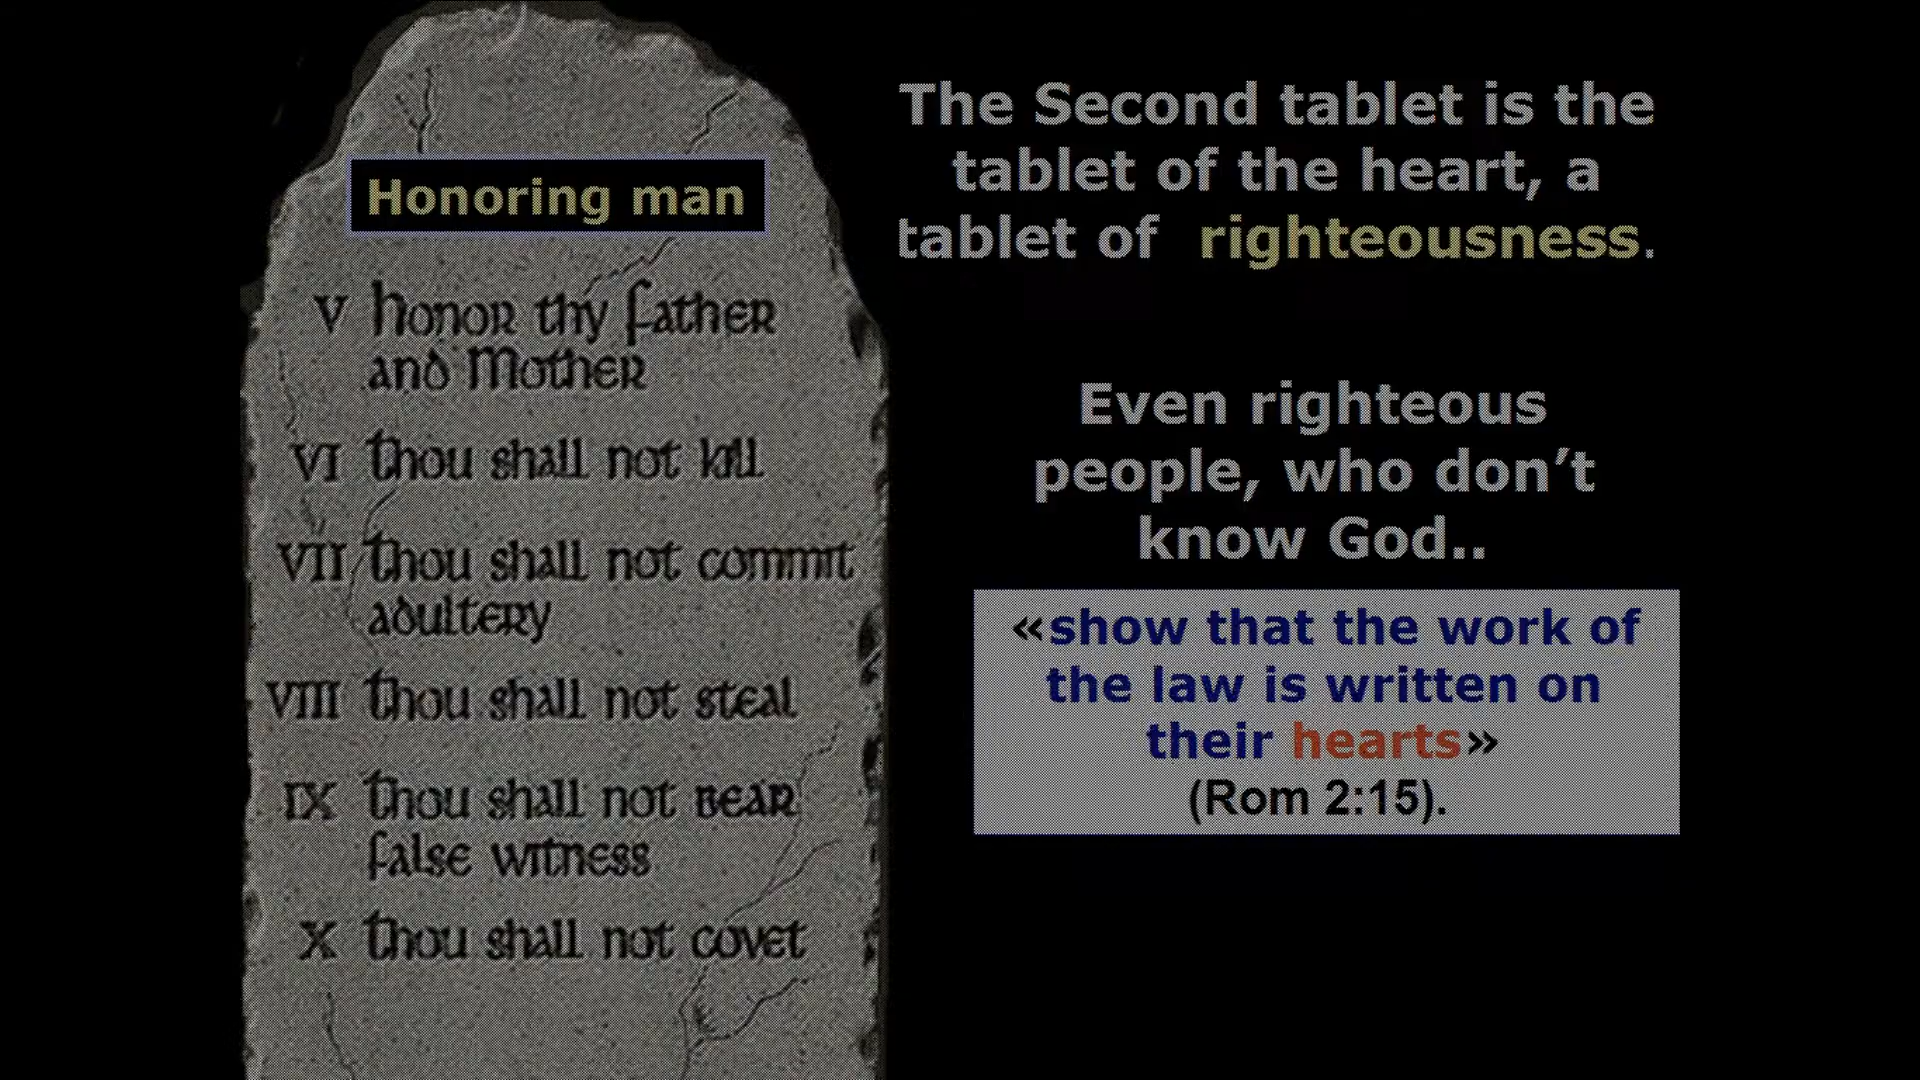 Honoring man
V honor thy father
and Mother
VI thou shall not kill
VII thou shall not commit
adultery
VIII thou shall not steal
IX thou shall not bear
false witness
X thou shall not covet
The Second tablet is the
tablet of the heart, a
tablet of righteousness.
Even righteous
people, who don’t
know God..
«show that the work of
the law is written on
their hearts»
(Rom 2:15).